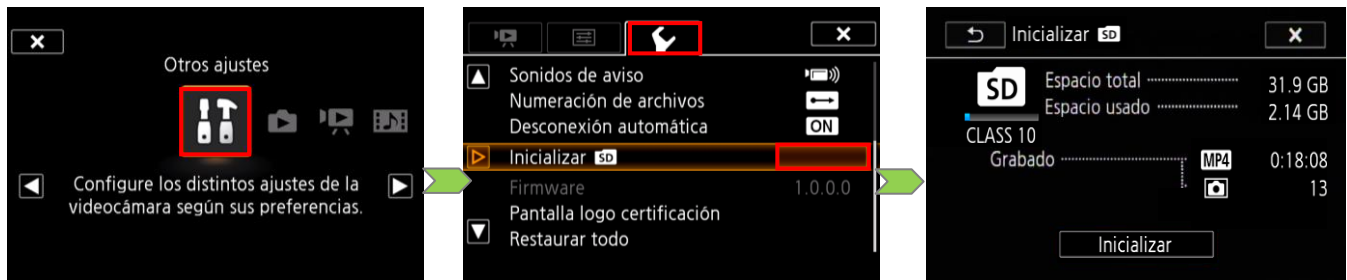 Otros ajustes
Configure los distintos ajustes de la
videocámara según sus preferencias.
Sonidos de aviso
Numeración de archivos
Desconexión automática ON
Inicializar SD
Firmware 1.0.0.0
Pantalla logo certificación
Restaurar todo
Inicializar SD
SD
Espacio total 31.9 GB
Espacio usado 2.14 GB
CLASS 10
Grabado MP4 0:18:08
13
Inicializar